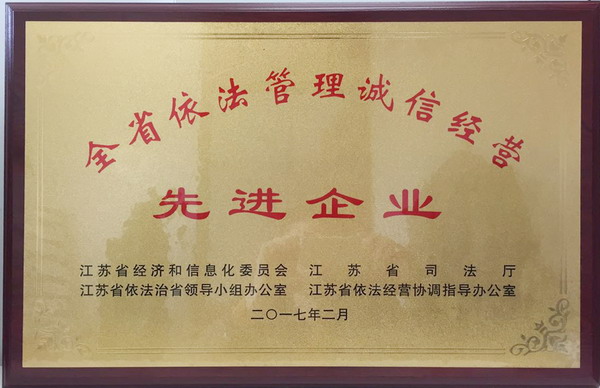 全省依法管理诚信经营
先进企业
江苏省经济和信息化委员会 江苏省司法厅
江苏省依法治省领导小组办公室 江苏省依法经营协调指导办公室
二〇一七年二月